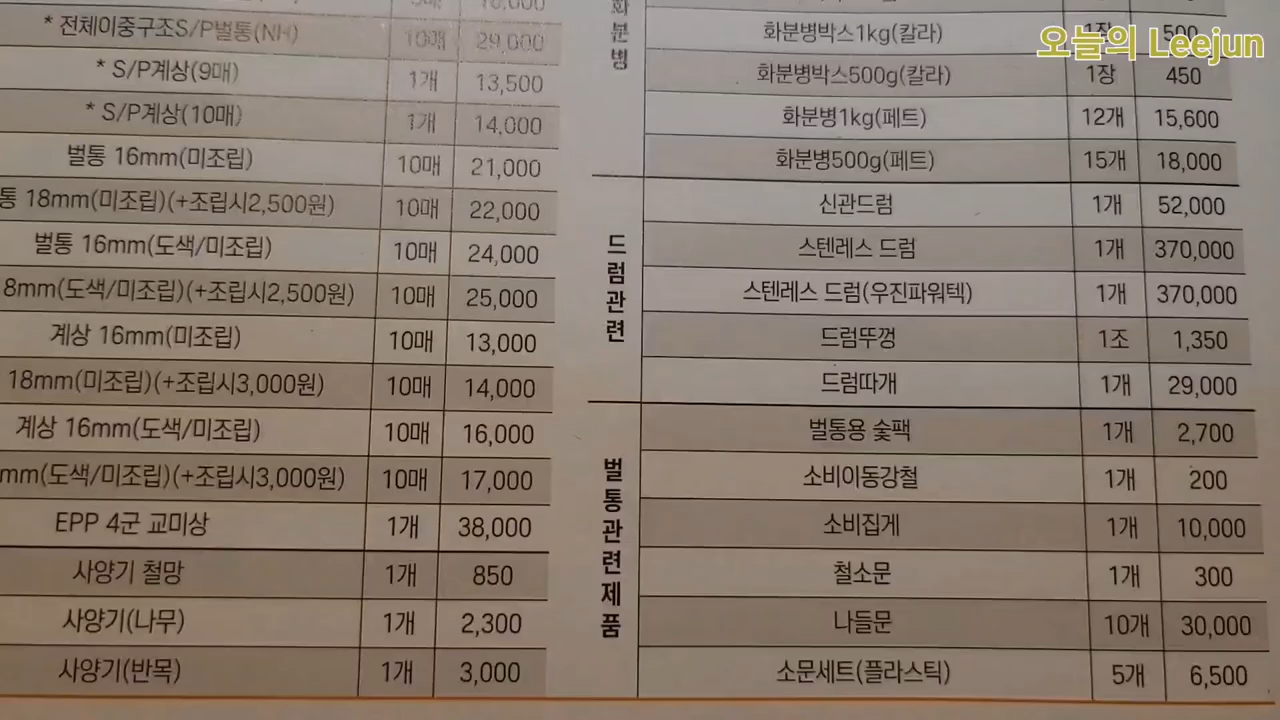 오늘의 Leejun
* 전체이중구조S/P벌통(NH) 10매 29,000
* S/P계상(9매) 1개 13,500
* S/P계상(10매) 1개 14,000
벌통 16mm(미조립) 10매 21,000
통 18mm(미조립)(+조립시2,500원) 10매 22,000
벌통 16mm(도색/미조립) 10매 24,000
8mm(도색/미조립)(+조립시2,500원) 10매 25,000
계상 16mm(미조립) 10매 13,000
18mm(미조립)(+조립시3,000원) 10매 14,000
계상 16mm(도색/미조립) 10매 16,000
mm(도색/미조립)(+조립시3,000원) 10매 17,000
EPP 4군 교미상 1개 38,000
사양기 철망 1개 850
사양기(나무) 1개 2,300
사양기(반목) 1개 3,000
화분병
화분병박스1kg(칼라) 1장 500
화분병박스500g(칼라) 1장 450
화분병1kg(페트) 12개 15,600
화분병500g(페트) 15개 18,000
드럼관련
신관드럼 1개 52,000
스텐레스 드럼 1개 370,000
스텐레스 드럼(우진파워텍) 1개 370,000
드럼뚜껑 1조 1,350
드럼따개 1개 29,000
벌통관련제품
벌통용 숯팩 1개 2,700
소비이동강철 1개 200
소비집게 1개 10,000
철소문 1개 300
나들문 10개 30,000
소문세트(플라스틱) 5개 6,500